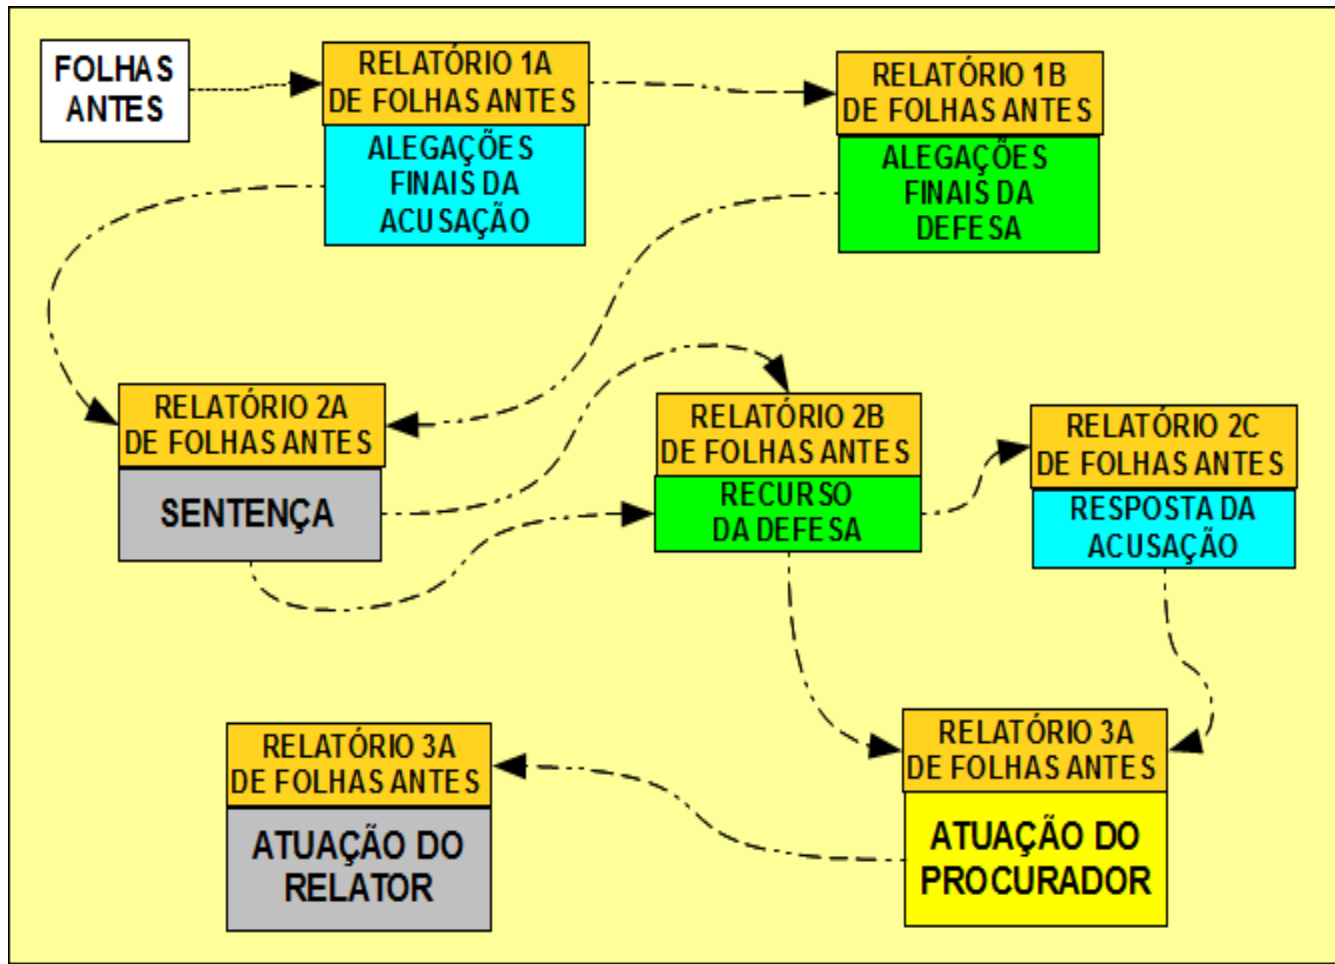 FOLHAS
ANTES
RELATÓRIO 1A
DE FOLHAS ANTES
ALEGAÇÕES
FINAIS DA
ACUSAÇÃO
RELATÓRIO 1B
DE FOLHAS ANTES
ALEGAÇÕES
FINAIS DA
DEFESA
RELATÓRIO 2A
DE FOLHAS ANTES
SENTENÇA
RELATÓRIO 2B
DE FOLHAS ANTES
RECURSO
DA DEFESA
RELATÓRIO 2C
DE FOLHAS ANTES
RESPOSTA DA
ACUSAÇÃO
RELATÓRIO 3A
DE FOLHAS ANTES
ATUAÇÃO DO
RELATOR
RELATÓRIO 3A
DE FOLHAS ANTES
ATUAÇÃO DO
PROCURADOR